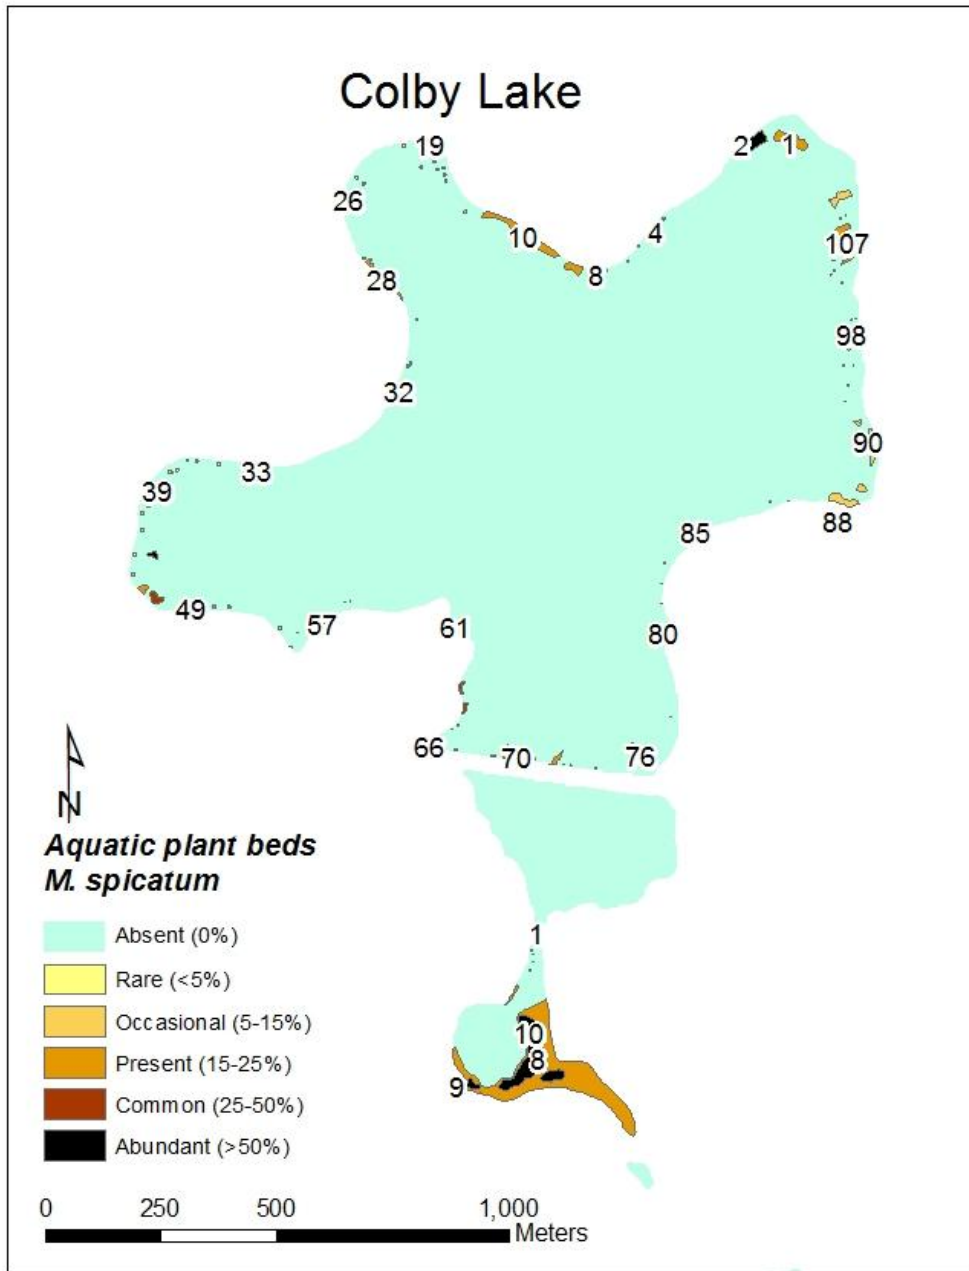 Colby Lake
19
2 1
26
10
4
107
8
28
98
32
90
33
39
88
85
49
57
61
80
66
70
76
N
Aquatic plant beds
M. spicatum
Absent (0%)
1
Rare (<5%)
Occasional (5-15%)
10
Present (15-25%)
8
9
Common (25-50%)
Abundant (>50%)
0 250 500 1,000
Meters